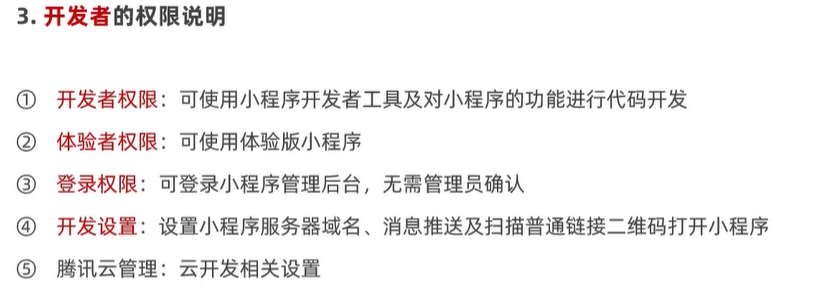 3. 开发者的权限说明
① 开发者权限：可使用小程序开发者工具及对小程序的功能进行代码开发
② 体验者权限：可使用体验版小程序
③ 登录权限：可登录小程序管理后台，无需管理员确认
④ 开发设置：设置小程序服务器域名、消息推送及扫描普通链接二维码打开小程序
⑤ 腾讯云管理：云开发相关设置